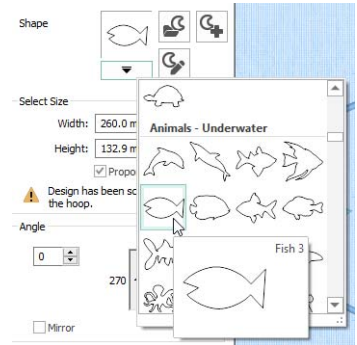 Shape
Select Size
Width: 260.0 m
Height: 132.9 m
Propo
Design has been sc
the hoop.
Angle
0
270
Mirror
Animals - Underwater
Fish 3